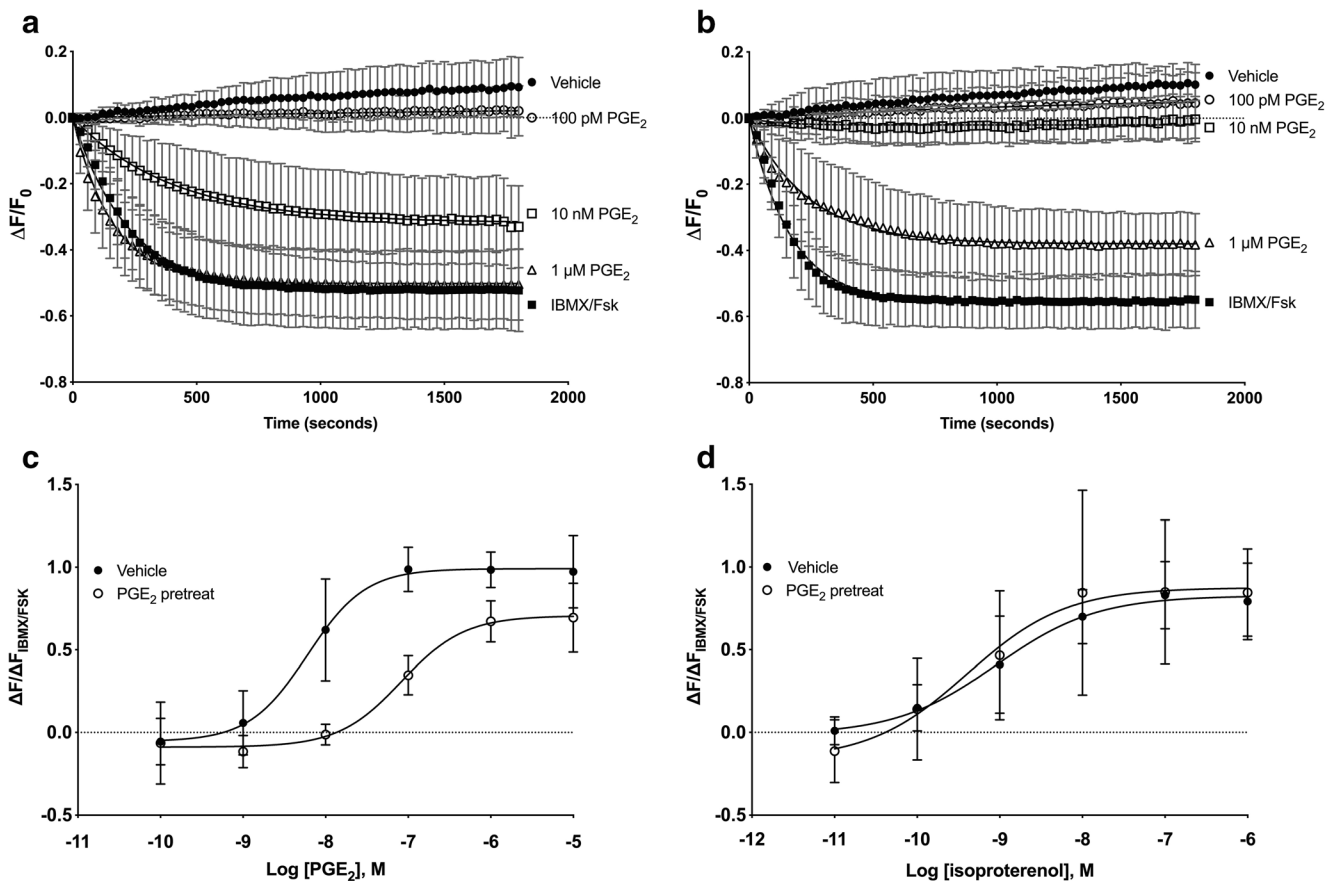 a
0.2
0.0
-0.2
-0.4
-0.6
-0.8
ΔF/F₀
0
500
1000
1500
2000
Time (seconds)
Vehicle
100 pM PGE₂
10 nM PGE₂
1 µM PGE₂
IBMX/Fsk
b
0.2
0.0
-0.2
-0.4
-0.6
-0.8
ΔF/F₀
0
500
1000
1500
2000
Time (seconds)
Vehicle
100 pM PGE₂
10 nM PGE₂
1 µM PGE₂
IBMX/Fsk
c
1.5
1.0
0.5
0.0
-0.5
ΔF/ΔF_IBMX/FSK
Vehicle
PGE₂ pretreat
-11
-10
-9
-8
-7
-6
-5
Log [PGE₂], M
d
1.5
1.0
0.5
0.0
-0.5
ΔF/ΔF_IBMX/FSK
Vehicle
PGE₂ pretreat
-12
-11
-10
-9
-8
-7
-6
Log [isoproterenol], M